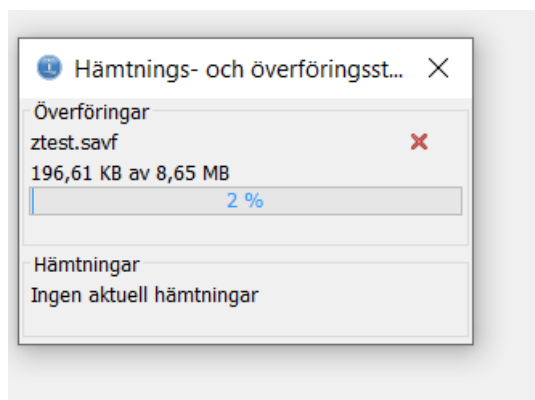 Hämtnings- och överföringsst...
Överföringar
ztest.savf
196,61 KB av 8,65 MB
2 %
Hämtningar
Ingen aktuell hämtningar